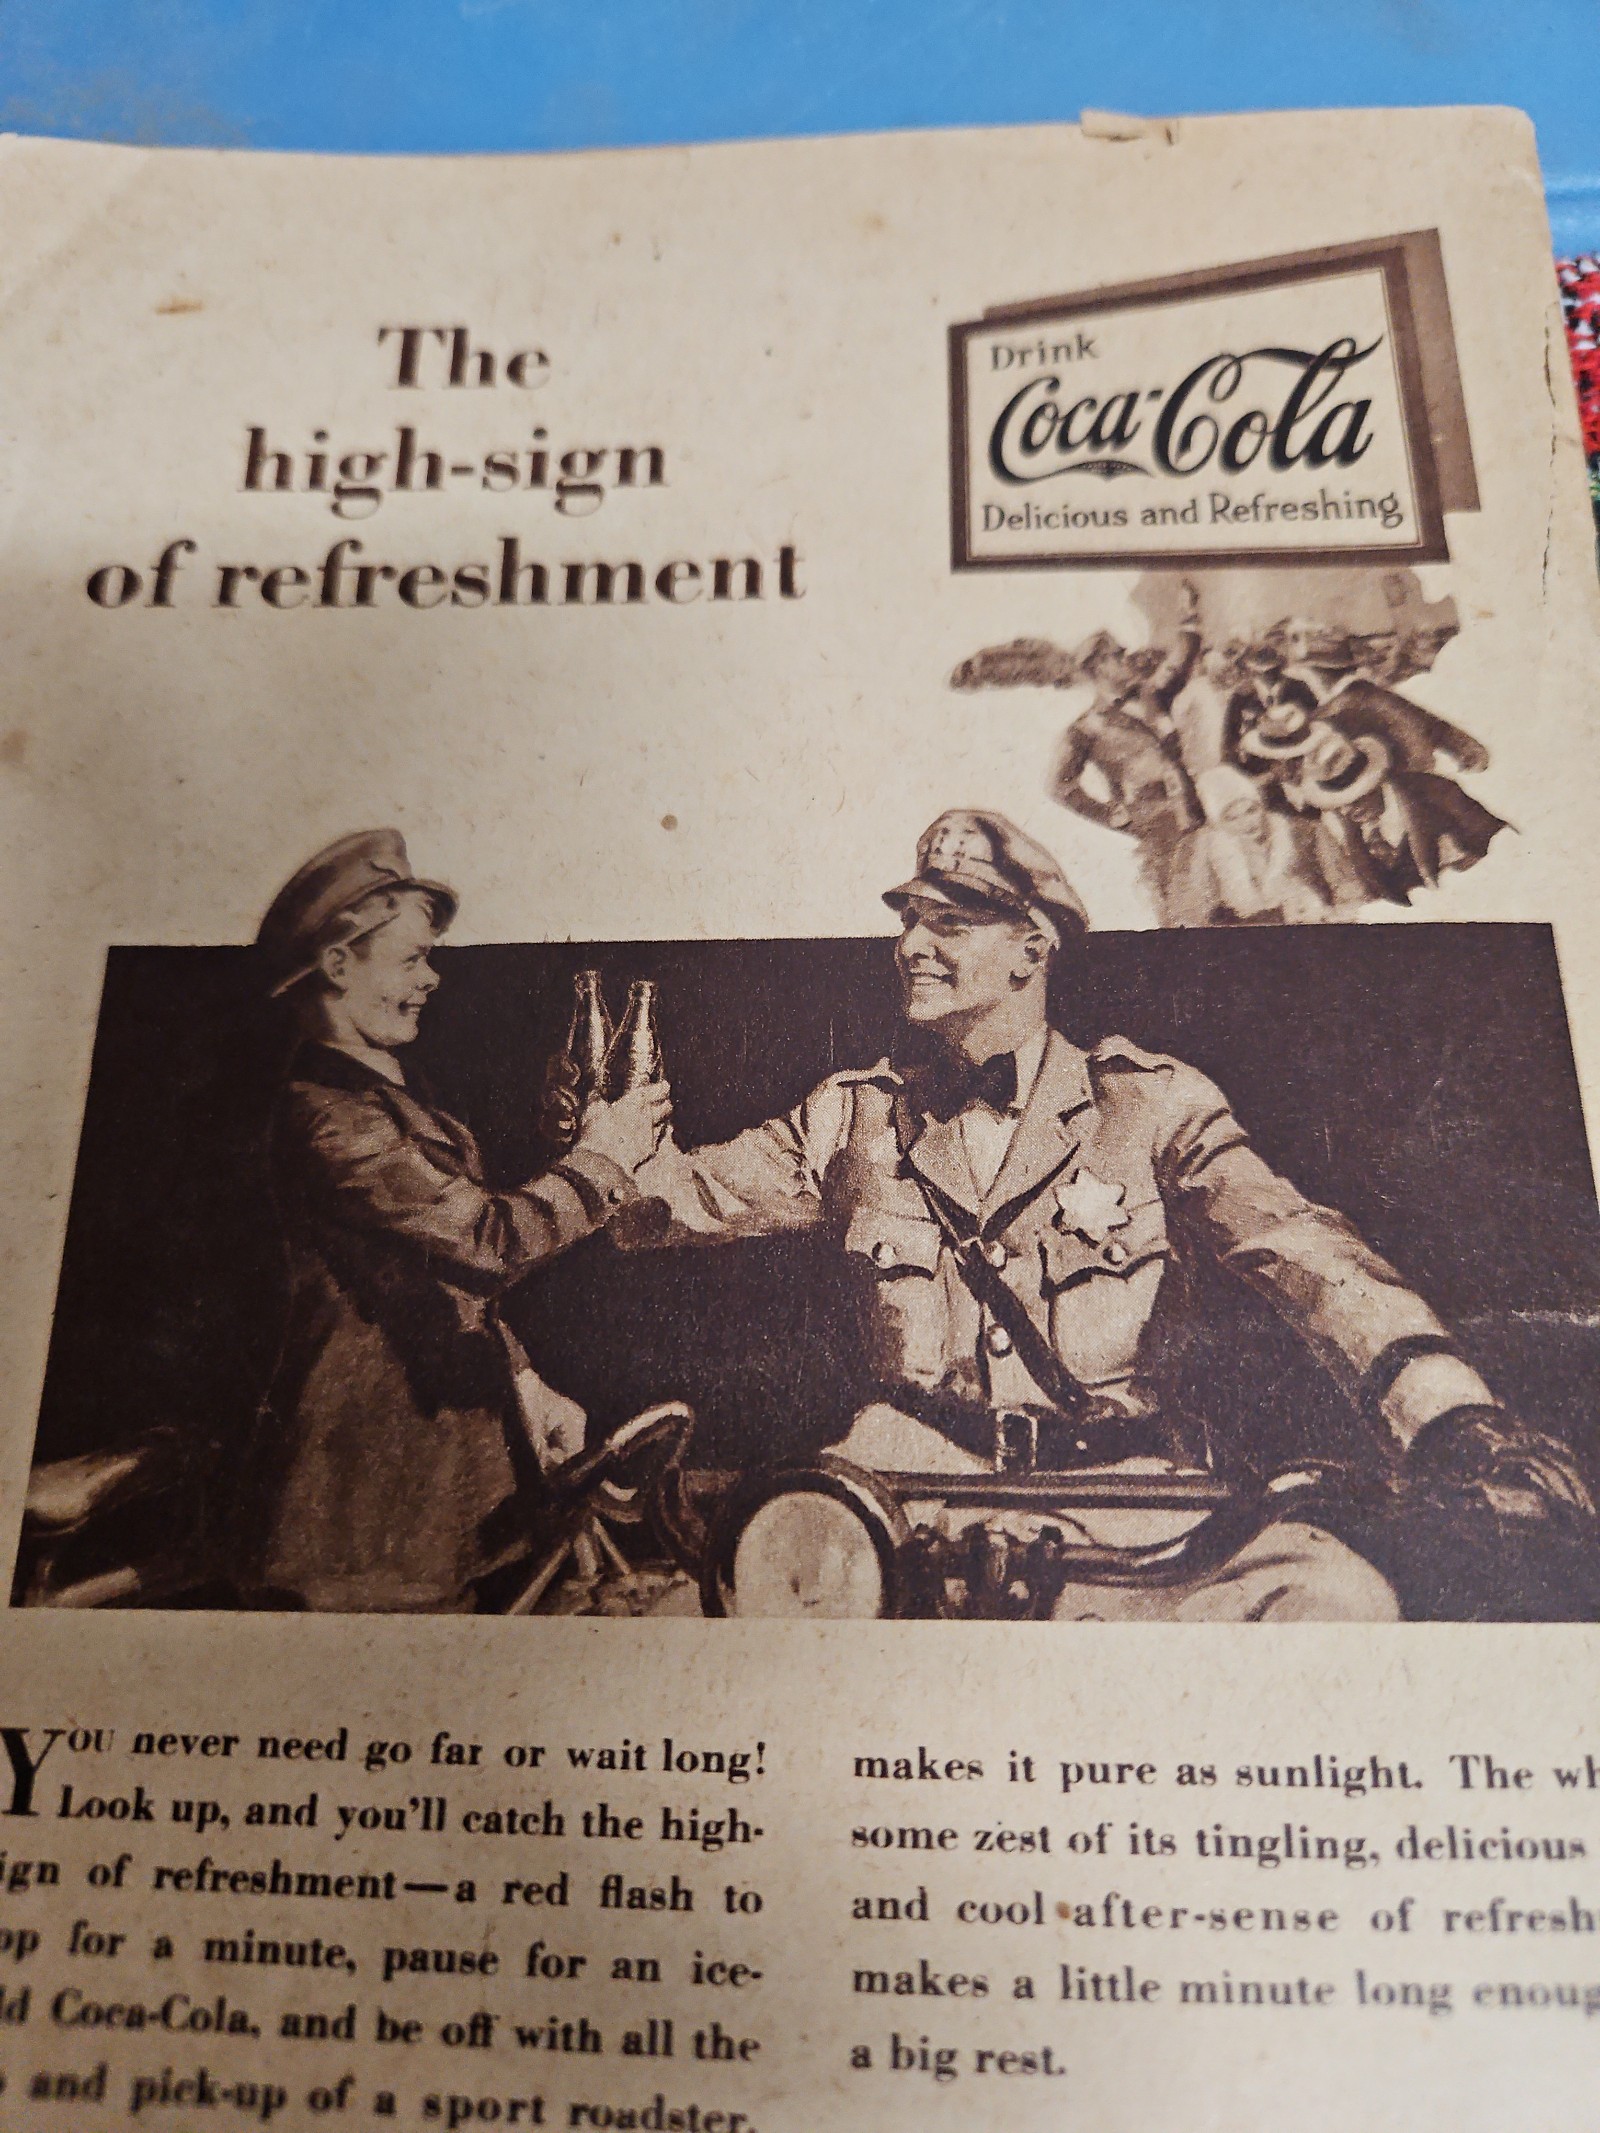 The
high-sign
of refreshment
Drink
Coca-Cola
Delicious and Refreshing
YOU never need go far or wait long!
Look up, and you'll catch the high-
ign of refreshment—a red flash to
op for a minute, pause for an ice-
ld Coca-Cola, and be off with all the
and pick-up of a sport roadster.
makes it pure as sunlight. The wh
some zest of its tingling, delicious
and cool after-sense of refresh
makes a little minute long enoug
a big rest.